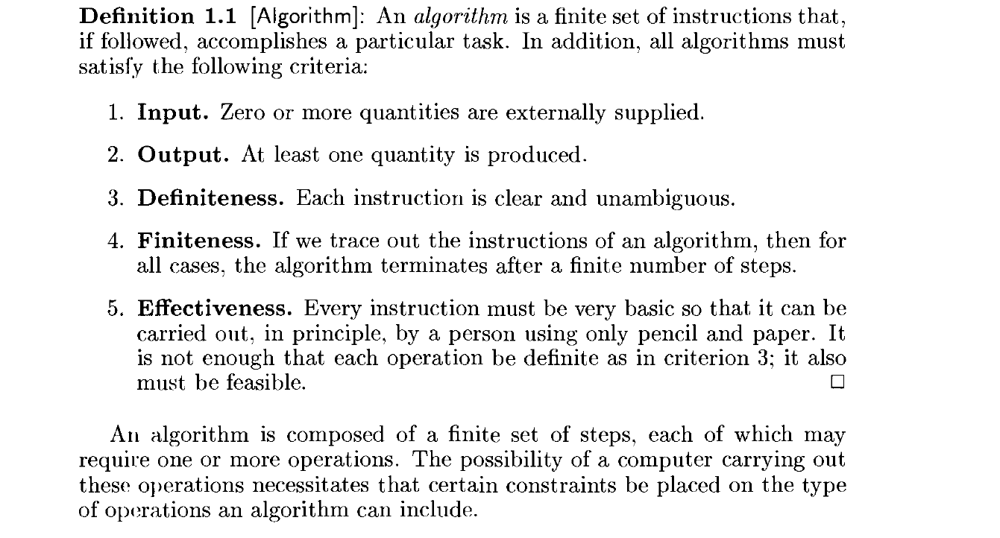 Definition 1.1 [Algorithm]: An algorithm is a finite set of instructions that,
if followed, accomplishes a particular task. In addition, all algorithms must
satisfy the following criteria:
1. Input. Zero or more quantities are externally supplied.
2. Output. At least one quantity is produced.
3. Definiteness. Each instruction is clear and unambiguous.
4. Finiteness. If we trace out the instructions of an algorithm, then for
all cases, the algorithm terminates after a finite number of steps.
5. Effectiveness. Every instruction must be very basic so that it can be
carried out, in principle, by a person using only pencil and paper. It
is not enough that each operation be definite as in criterion 3; it also
must be feasible. □
An algorithm is composed of a finite set of steps, each of which may
require one or more operations. The possibility of a computer carrying out
these operations necessitates that certain constraints be placed on the type
of operations an algorithm can include.